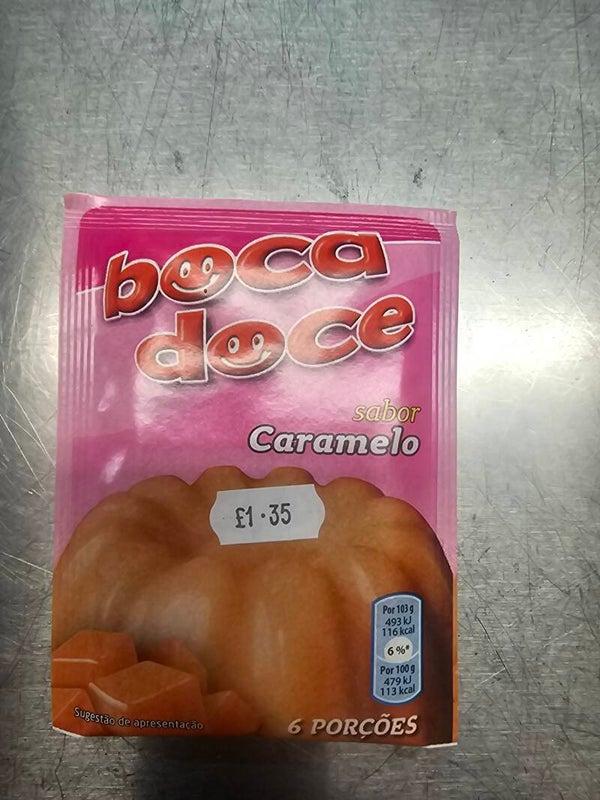 boca
doce
sabor
Caramelo
£1.35
Por 103 g
493 kJ
116 kcal
6 %*
Por 100 g
479 kJ
113 kcal
Sugestão de apresentação
6 PORÇÕES